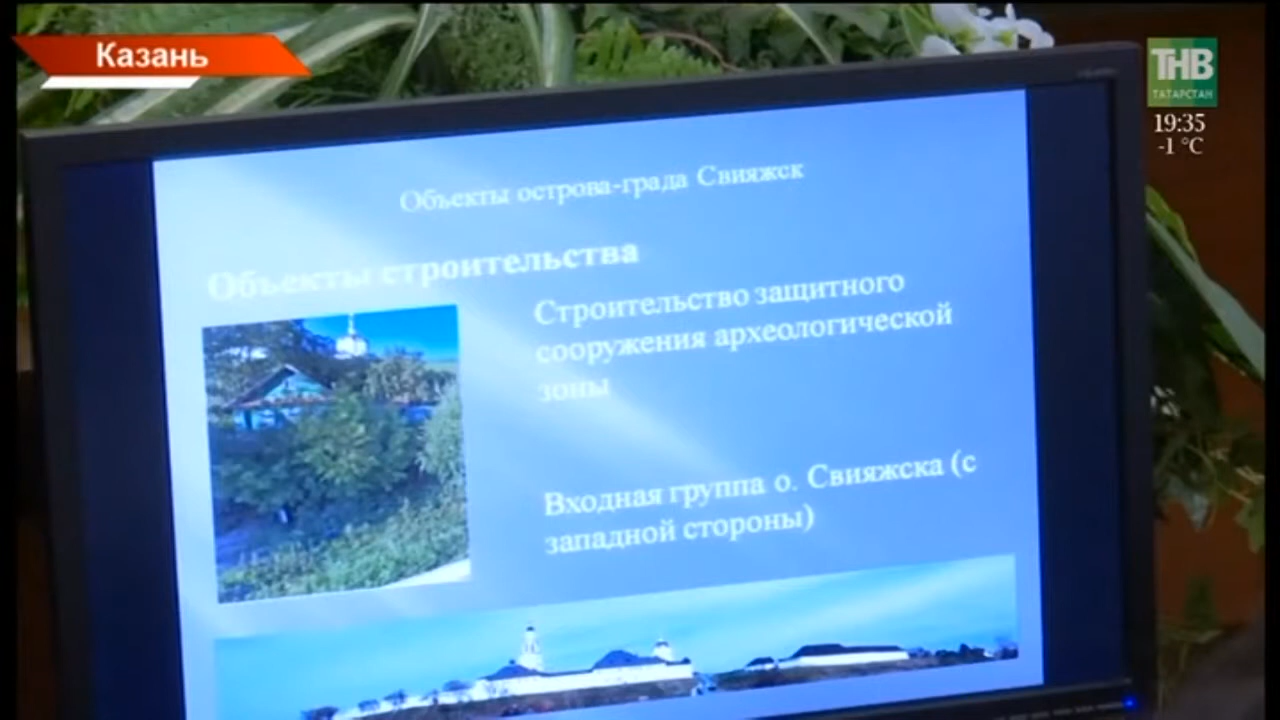 Казань
ТНВ
ТАТАРСТАН
19:35
-1 °C
Объекты острова-града Свияжск
Объекты строительства
Строительство защитного
сооружения археологической
зоны
Входная группа о. Свияжска (с
западной стороны)